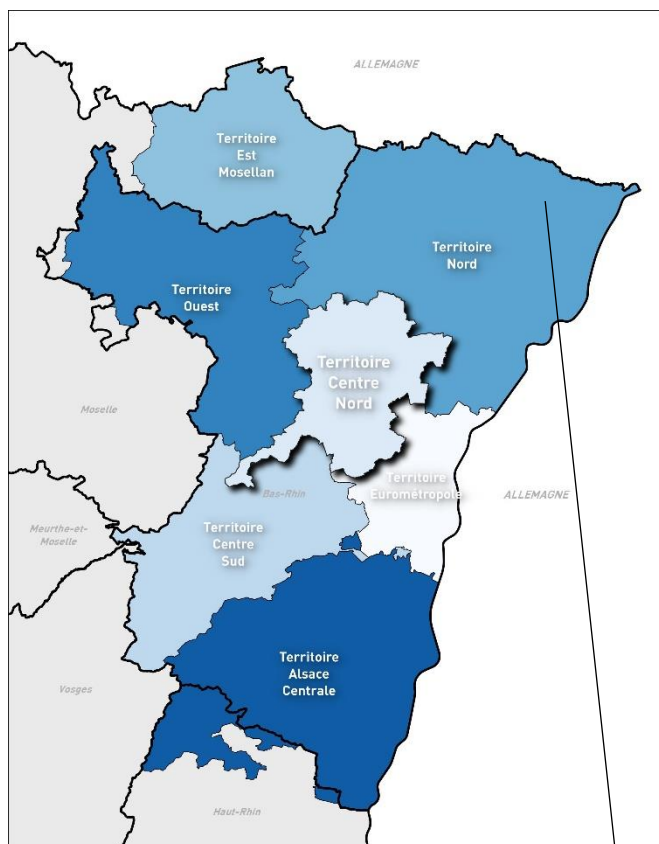 ALLEMAGNE
Territoire
Est
Mosellan
Territoire
Nord
Territoire
Ouest
Territoire
Centre
Nord
Moselle
Territoire
Eurométropole
ALLEMAGNE
Bas-Rhin
Meurthe-et-
Moselle
Territoire
Centre
Sud
Territoire
Alsace
Centrale
Vosges
Haut-Rhin